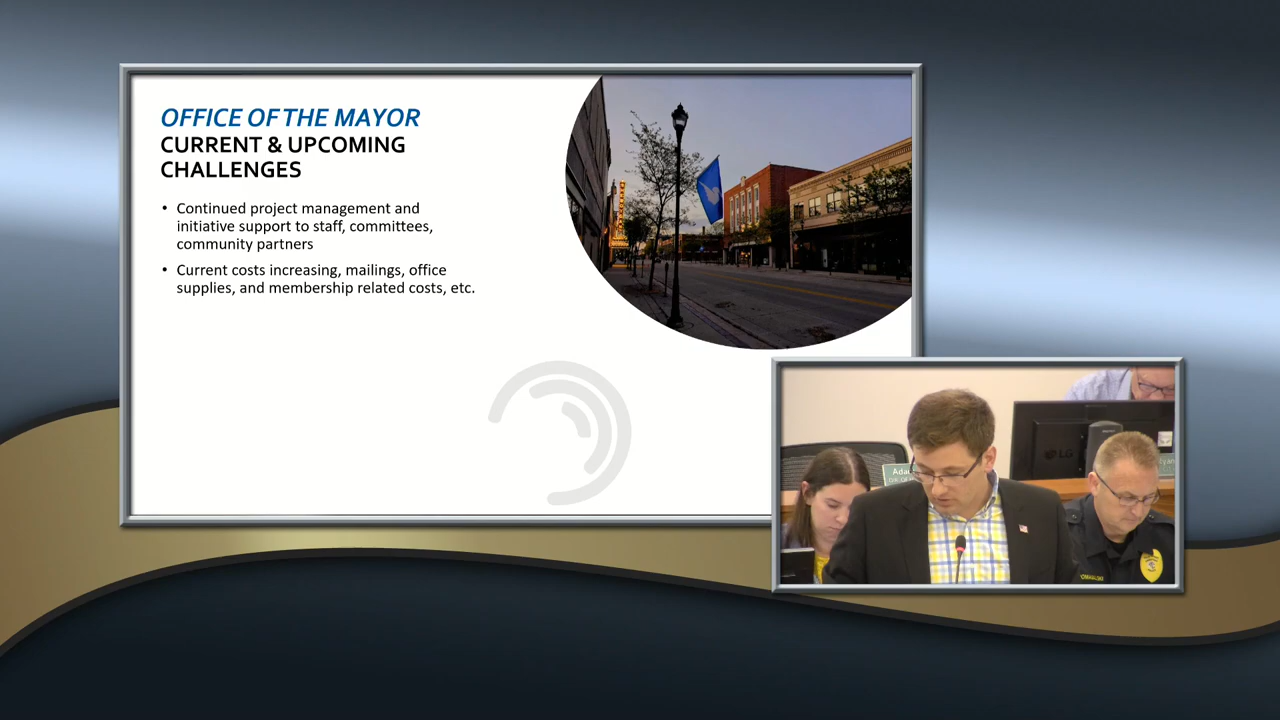 OFFICE OF THE MAYOR
CURRENT & UPCOMING
CHALLENGES
• Continued project management and
initiative support to staff, committees,
community partners
• Current costs increasing, mailings, office
supplies, and membership related costs, etc.
LG